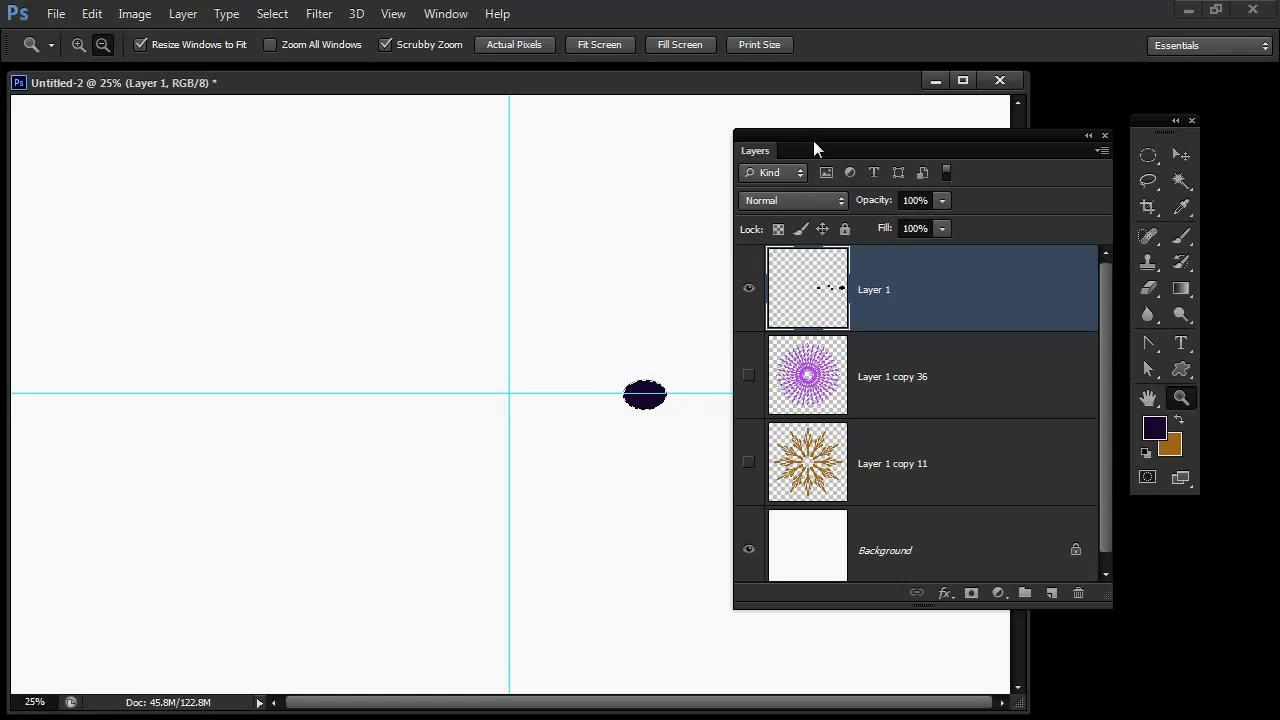 Ps File Edit Image Layer Type Select Filter 3D View Window Help
Resize Windows to Fit Zoom All Windows Scrubby Zoom Actual Pixels Fit Screen Fill Screen Print Size Essentials
Ps Untitled-2 @ 25% (Layer 1, RGB/8) *
Layers
Kind
Normal Opacity: 100%
Lock: Fill: 100%
Layer 1
Layer 1 copy 36
Layer 1 copy 11
Background
fx
25% Doc: 45.8M/122.8M